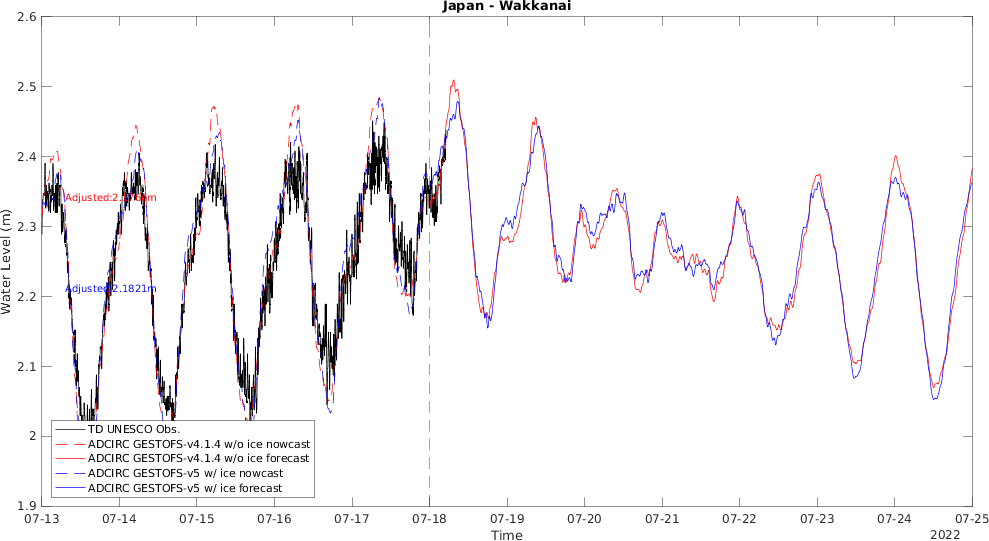 Japan - Wakkanai
2.6
2.5
2.4
2.3
2.2
2.1
2
1.9
Water Level (m)
Adjusted:2.1821m
TD UNESCO Obs.
ADCIRC GESTOFS-v4.1.4 w/o ice nowcast
ADCIRC GESTOFS-v4.1.4 w/o ice forecast
ADCIRC GESTOFS-v5 w/ ice nowcast
ADCIRC GESTOFS-v5 w/ ice forecast
07-13 07-14 07-15 07-16 07-17 07-18 07-19 07-20 07-21 07-22 07-23 07-24 07-25
Time
2022